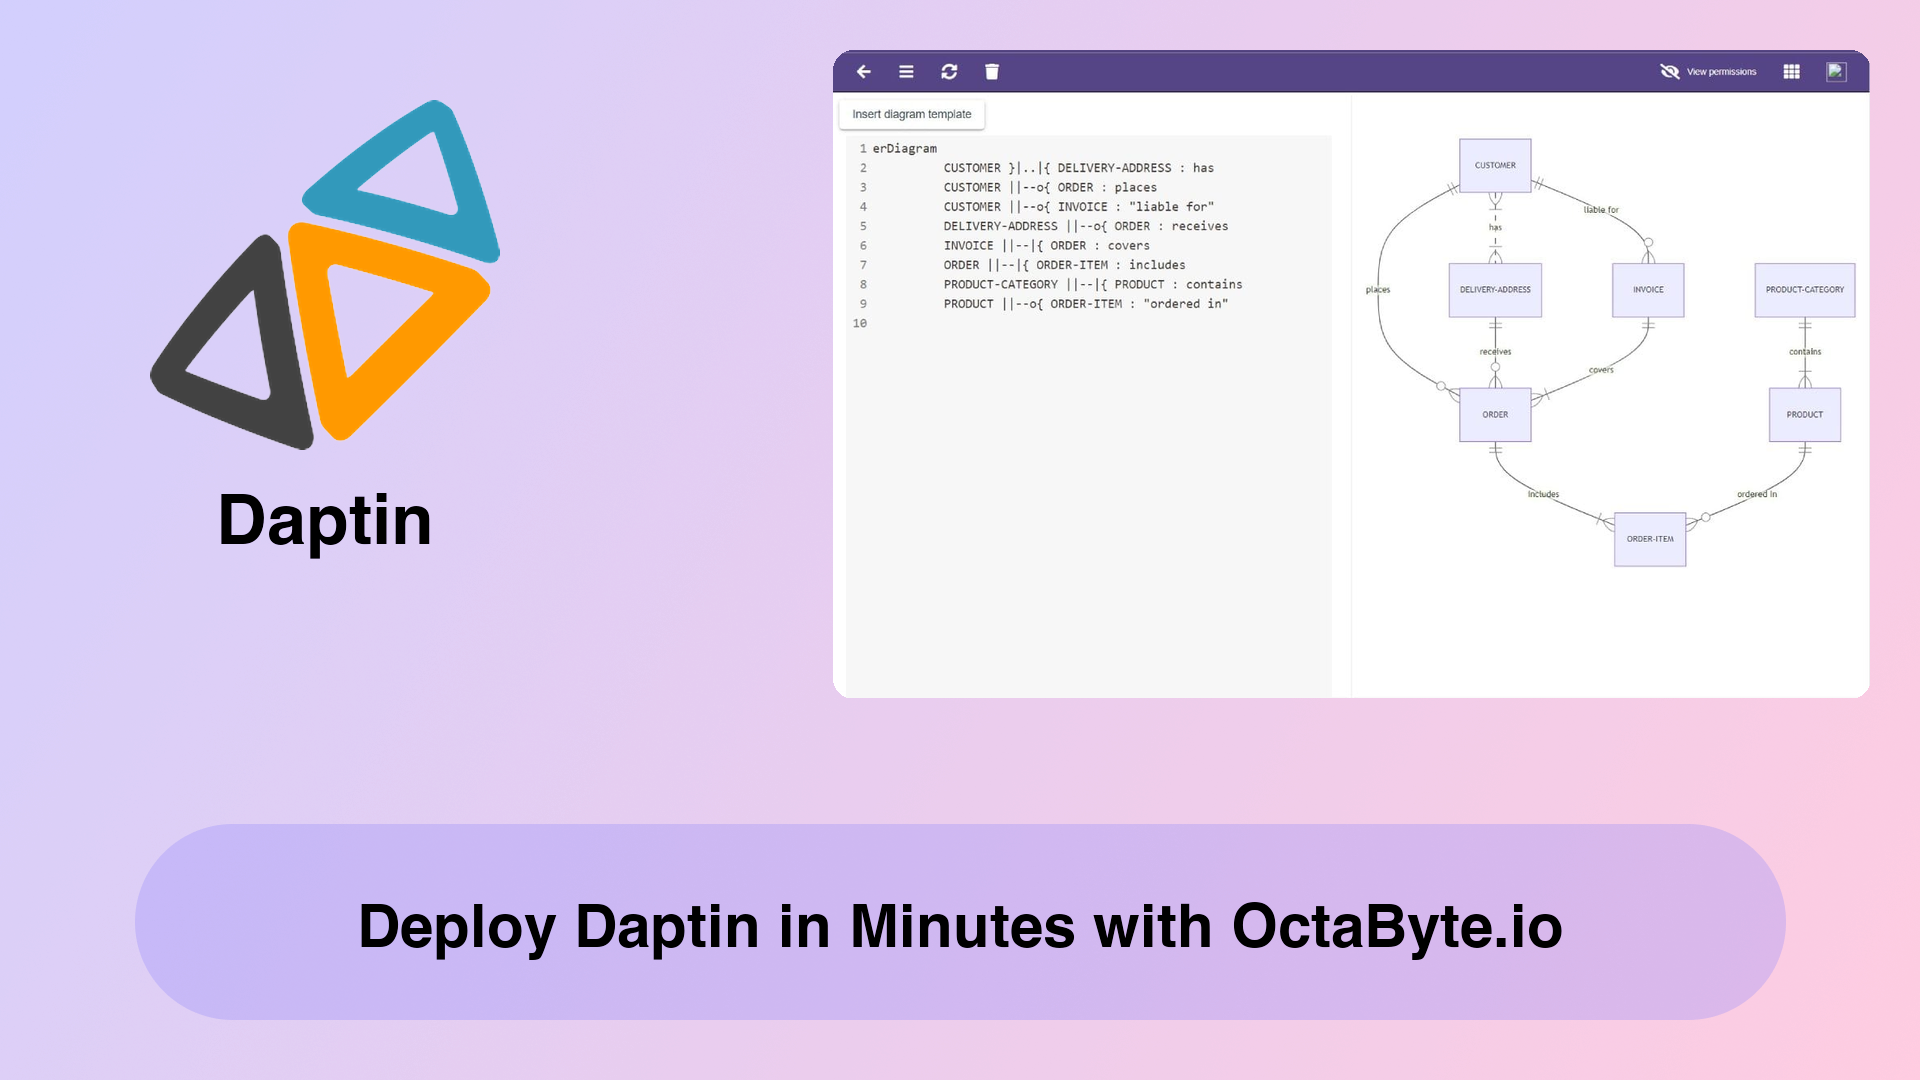 Daptin
View permissions
Insert diagram template
1 erDiagram
2 CUSTOMER }|..|{ DELIVERY-ADDRESS : has
3 CUSTOMER ||--o{ ORDER : places
4 CUSTOMER ||--o{ INVOICE : "liable for"
5 DELIVERY-ADDRESS ||--o{ ORDER : receives
6 INVOICE ||--|{ ORDER : covers
7 ORDER ||--|{ ORDER-ITEM : includes
8 PRODUCT-CATEGORY ||--|{ PRODUCT : contains
9 PRODUCT ||--o{ ORDER-ITEM : "ordered in"
10
CUSTOMER
liable for
has
places
DELIVERY-ADDRESS
INVOICE
PRODUCT-CATEGORY
receives
covers
contains
ORDER
PRODUCT
includes
ordered in
ORDER-ITEM
Deploy Daptin in Minutes with OctaByte.io